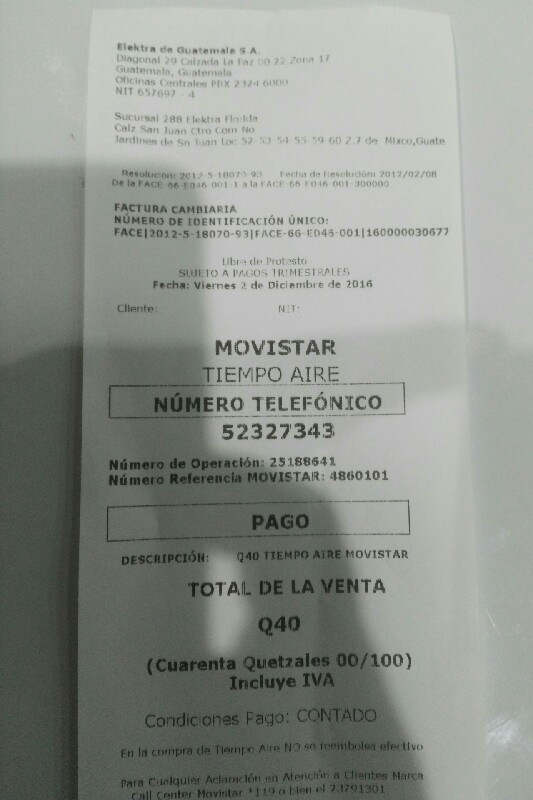 Elektra de Guatemala S.A.
Diagonal 29 Calzada La Paz 00 22 Zona 17
Guatemala, Guatemala
Oficinas Centrales PBX 2324 6000
NIT 657697 - 4
Sucursal 288 Elektra Florida
Calz San Juan Ctro Com No
Jardines de Sn Juan Loc 52 53 54 55 59 60 Z.7 de Mixco,Guate
Resolución: 2012-5-18070-93 Fecha de Resolución: 2012/02/08
De la FACE-66-E046-001-1 a la FACE-66-E046-001-300000
FACTURA CAMBIARIA
NÚMERO DE IDENTIFICACIÓN ÚNICO:
FACE|2012-5-18070-93|FACE-66-E046-001|160000030677
Libre de Protesto
SUJETO A PAGOS TRIMESTRALES
Fecha: Viernes 2 de Diciembre de 2016
Cliente: NIT:
MOVISTAR
TIEMPO AIRE
NÚMERO TELEFÓNICO
52327343
Número de Operación: 25188641
Número Referencia MOVISTAR: 4860101
PAGO
DESCRIPCIÓN: Q40 TIEMPO AIRE MOVISTAR
TOTAL DE LA VENTA
Q40
(Cuarenta Quetzales 00/100)
Incluye IVA
Condiciones Pago: CONTADO
En la compra de Tiempo Aire NO se reembolsa efectivo
Para Cualquier Aclaración en Atención a Clientes Marca
Call Center Movistar *119 o bien el 23791301